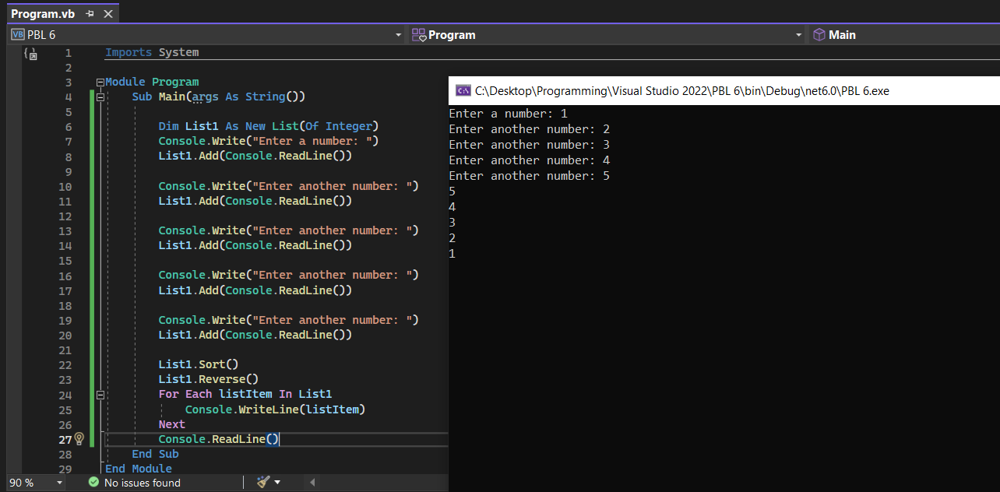 Program.vb
VB PBL 6
Program
Main
1 Imports System
2
3 Module Program
4 Sub Main(args As String())
5
6 Dim List1 As New List(Of Integer)
7 Console.Write("Enter a number: ")
8 List1.Add(Console.ReadLine())
9
10 Console.Write("Enter another number: ")
11 List1.Add(Console.ReadLine())
12
13 Console.Write("Enter another number: ")
14 List1.Add(Console.ReadLine())
15
16 Console.Write("Enter another number: ")
17 List1.Add(Console.ReadLine())
18
19 Console.Write("Enter another number: ")
20 List1.Add(Console.ReadLine())
21
22 List1.Sort()
23 List1.Reverse()
24 For Each listItem In List1
25 Console.WriteLine(listItem)
26 Next
27 Console.ReadLine()
28 End Sub
29 End Module
90 %
No issues found
C:\Desktop\Programming\Visual Studio 2022\PBL 6\bin\Debug\net6.0\PBL 6.exe
Enter a number: 1
Enter another number: 2
Enter another number: 3
Enter another number: 4
Enter another number: 5
5
4
3
2
1